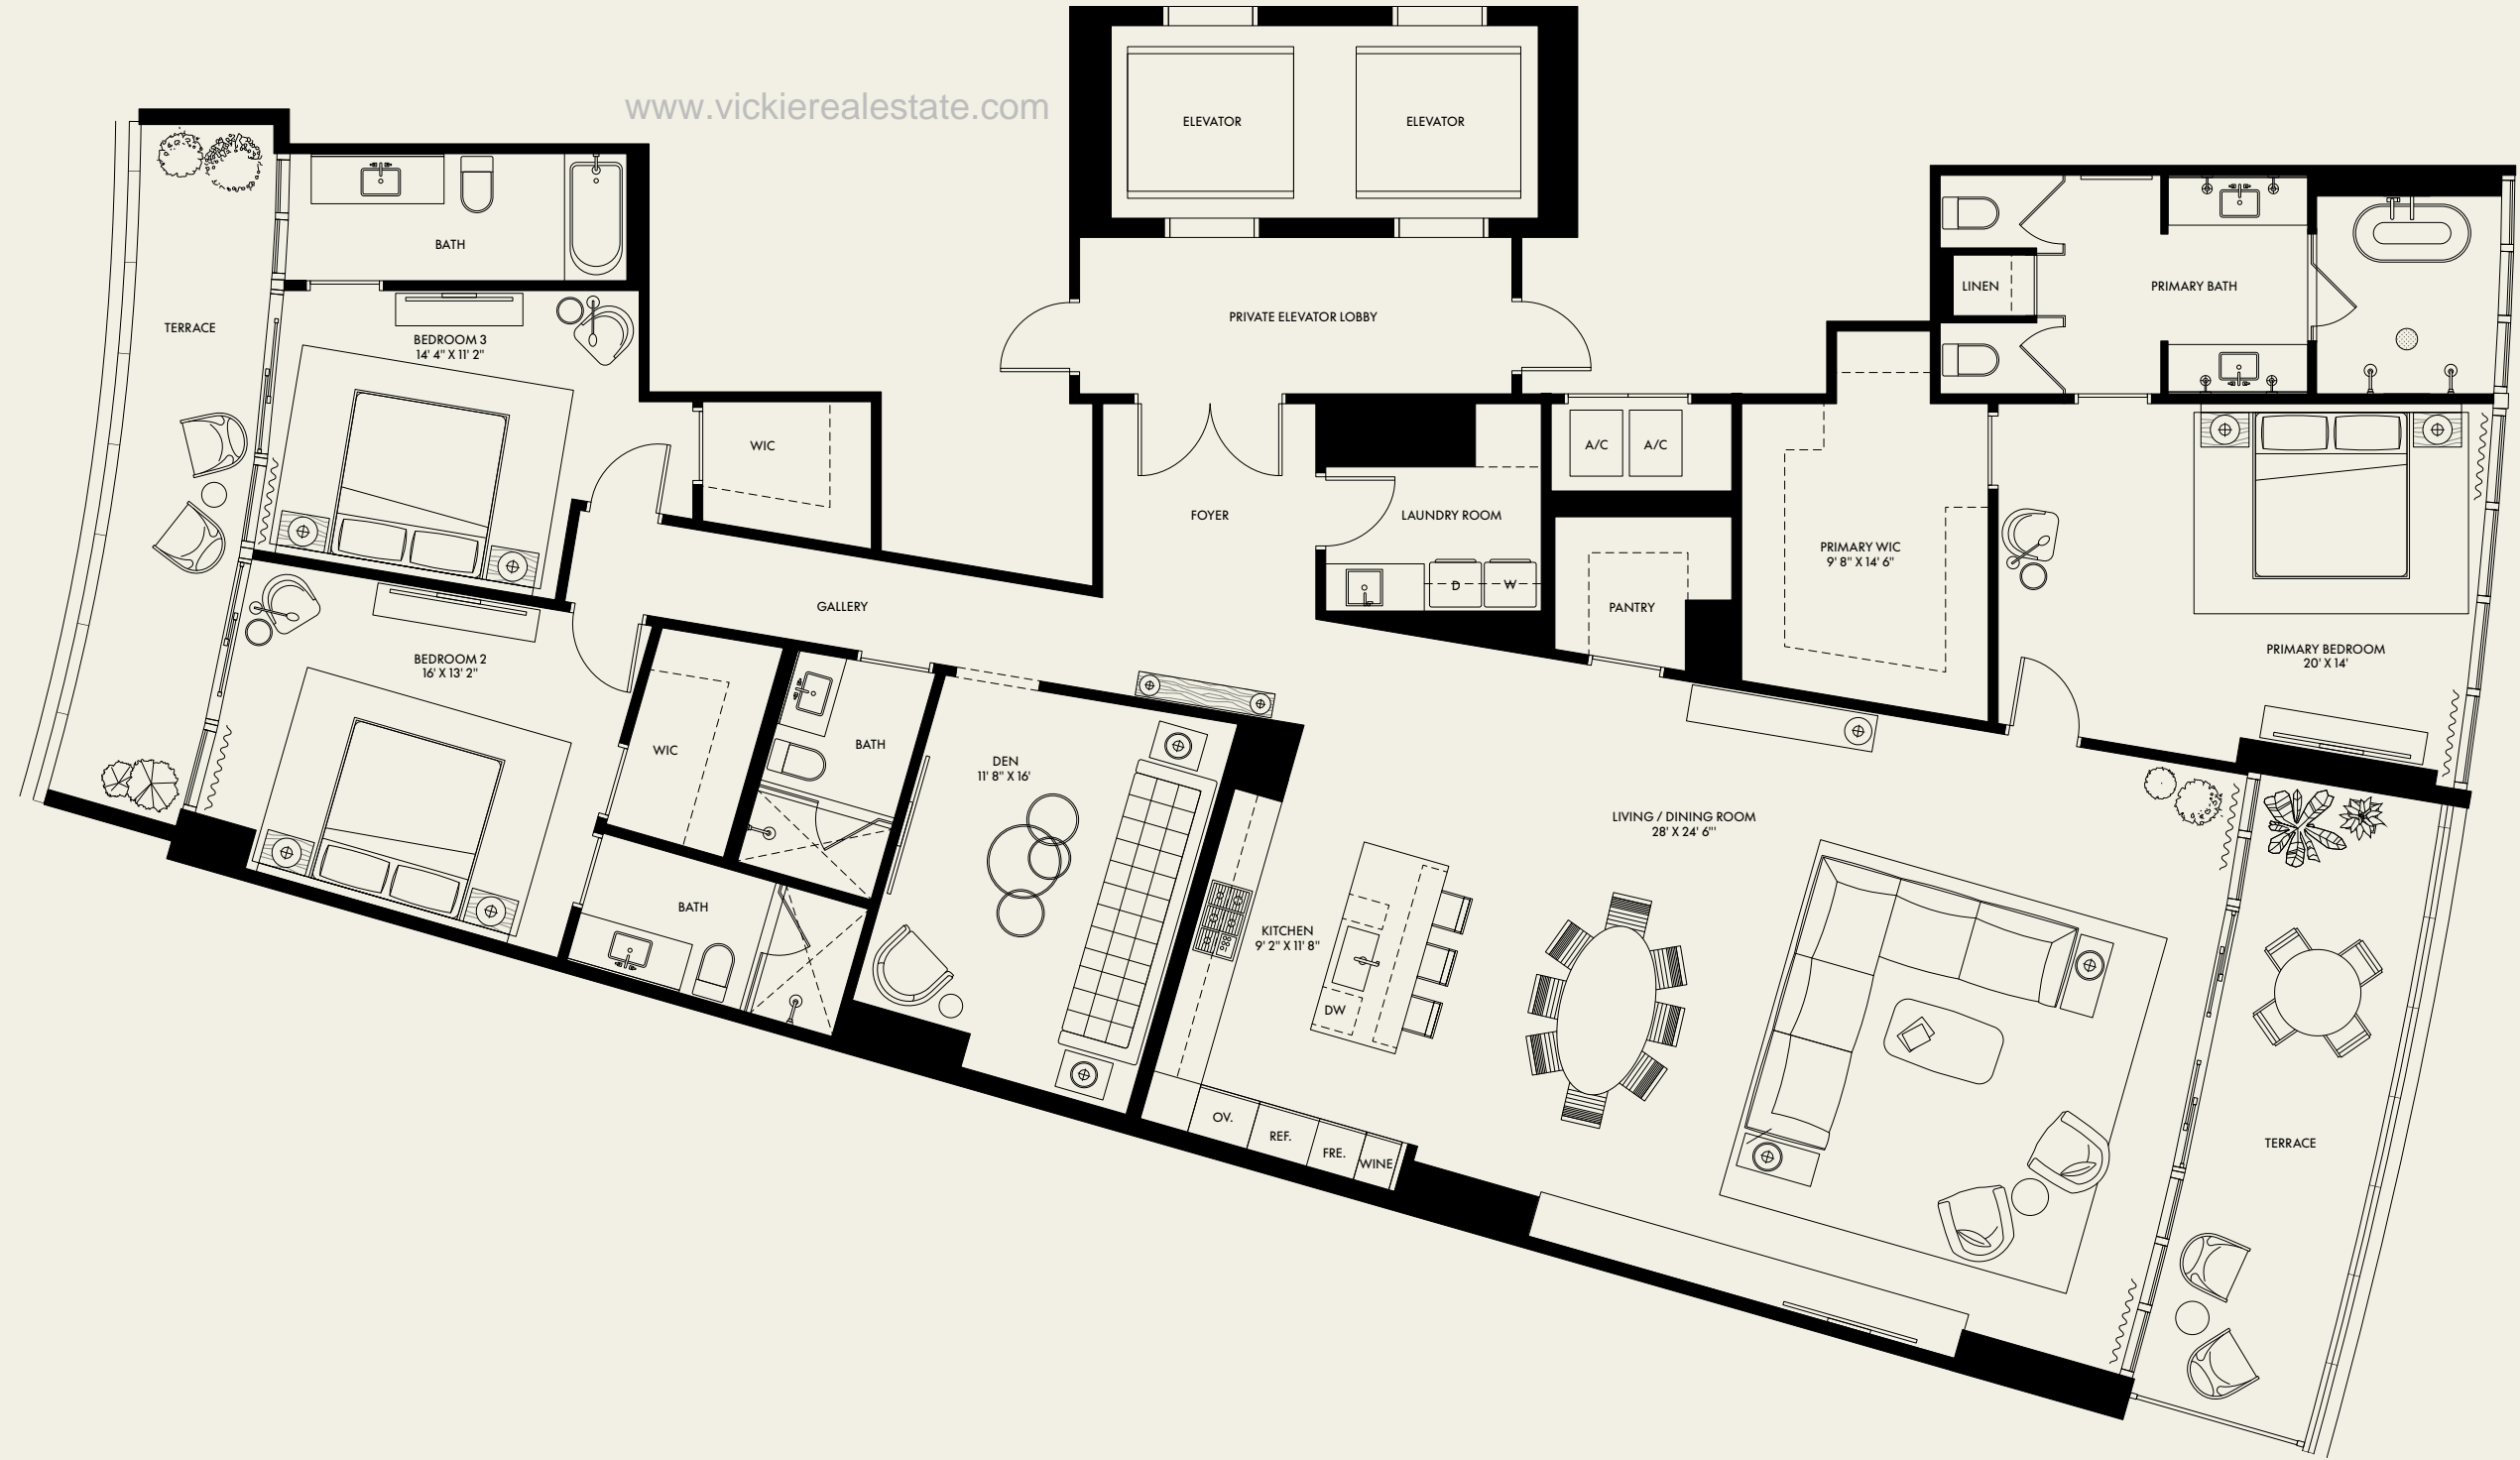 www.vickierealestate.com
ELEVATOR
ELEVATOR
PRIVATE ELEVATOR LOBBY
BATH
TERRACE
BEDROOM 3
14' 4" X 11' 2"
WIC
LINEN
PRIMARY BATH
A/C
A/C
FOYER
LAUNDRY ROOM
D
W
PANTRY
PRIMARY WIC
9' 8" X 14' 6"
PRIMARY BEDROOM
20' X 14'
GALLERY
BEDROOM 2
16' X 13' 2"
WIC
BATH
BATH
DEN
11' 8" X 16'
LIVING / DINING ROOM
28' X 24' 6"'
KITCHEN
9' 2" X 11' 8"
DW
OV.
REF.
FRE.
WINE
TERRACE